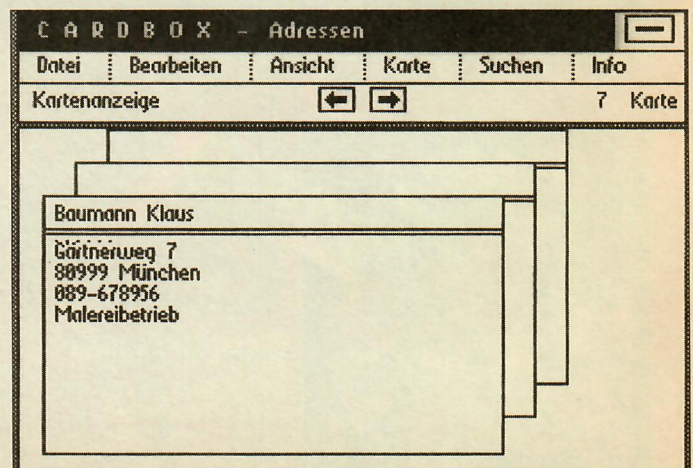 CARDBOX - Adressen
Datei Bearbeiten Ansicht Karte Suchen Info
Kartenanzeige 7 Karte
Baumann Klaus
Gärtnerweg 7
80999 München
089-678956
Malereibetrieb